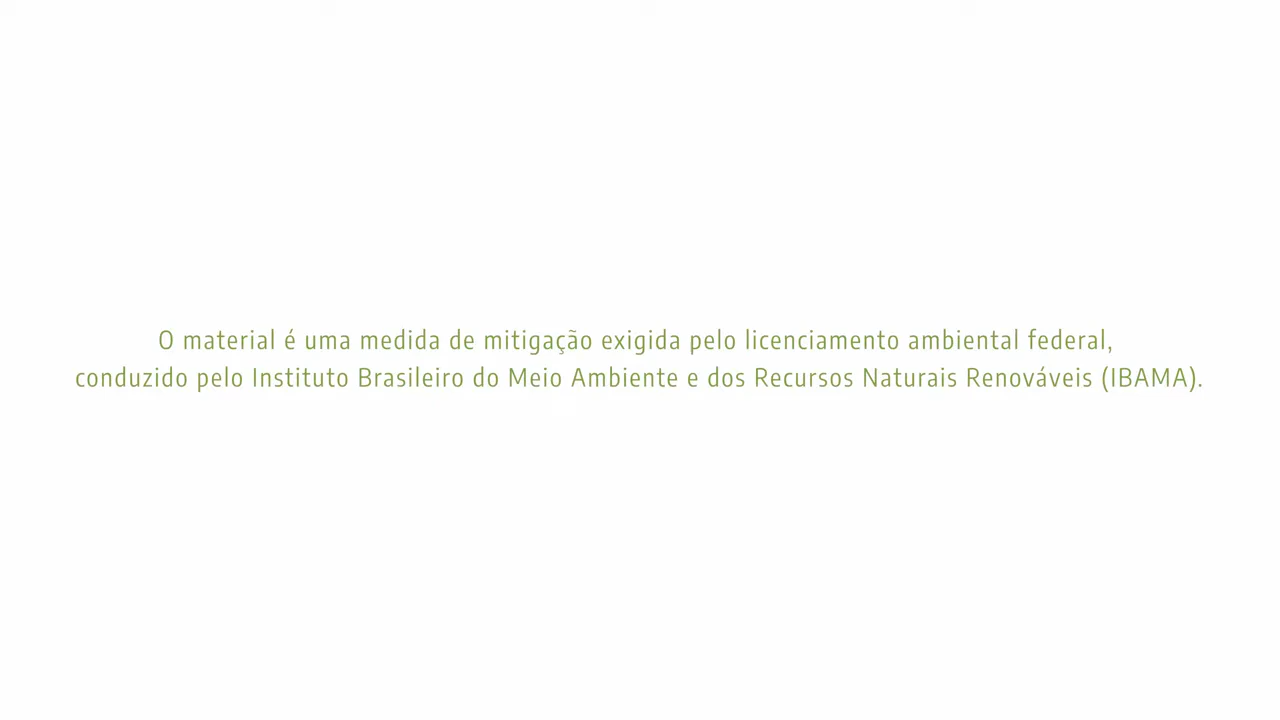 O material é uma medida de mitigação exigida pelo licenciamento ambiental federal,
conduzido pelo Instituto Brasileiro do Meio Ambiente e dos Recursos Naturais Renováveis (IBAMA).